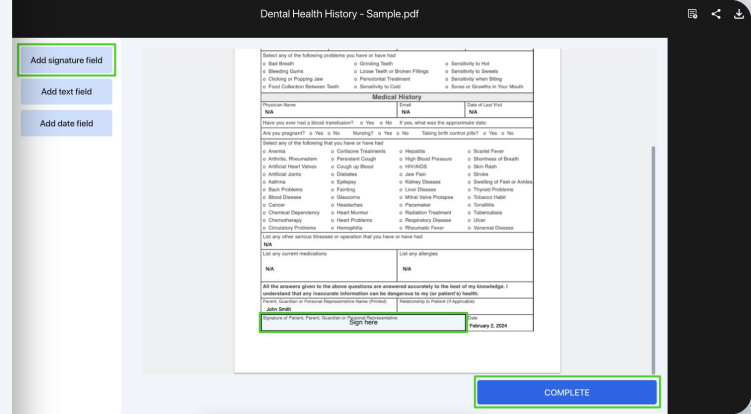 Dental Health History - Sample.pdf
Add signature field
Add text field
Add date field
Select any of the following problems you have or have had
o Bad Breath o Grinding Teeth o Sensitivity to Hot
o Bleeding Gums o Loose Teeth or Broken Fillings o Sensitivity to Sweets
o Clicking or Popping Jaw o Periodontal Treatment o Sensitivity when Biting
o Food Collection Between Teeth o Sensitivity to Cold o Sores or Growths in Your Mouth
Medical History
Physician Name Email Date of Last Visit
N/A N/A N/A
Have you ever had a blood transfusion? o Yes o No If yes, what was the approximate date:
Are you pregnant? o Yes o No Nursing? o Yes o No Taking birth control pills? o Yes o No
Select any of the following that you have or have had
o Anemia o Cortisone Treatments o Hepatitis o Scarlet Fever
o Arthritis, Rheumatism o Persistent Cough o High Blood Pressure o Shortness of Breath
o Artificial Heart Valves o Cough up Blood o HIV/AIDS o Skin Rash
o Artificial Joints o Diabetes o Jaw Pain o Stroke
o Asthma o Epilepsy o Kidney Disease o Swelling of Feet or Ankles
o Back Problems o Fainting o Liver Disease o Thyroid Problems
o Blood Disease o Glaucoma o Mitral Valve Prolapse o Tobacco Habit
o Cancer o Headaches o Pacemaker o Tonsillitis
o Chemical Dependency o Heart Murmur o Radiation Treatment o Tuberculosis
o Chemotherapy o Heart Problems o Respiratory Disease o Ulcer
o Circulatory Problems o Hemophilia o Rheumatic Fever o Venereal Disease
List any other serious illnesses or operation that you have or have had
N/A
List any current medications List any allergies
N/A N/A
All the answers given to the above questions are answered accurately to the best of my knowledge. I
understand that any inaccurate information can be dangerous to my (or patient's) health.
Parent, Guardian or Personal Representative Name (Printed) Relationship to Patient (If Applicable)
John Smith
Signature of Patient, Parent, Guardian or Personal Representative Date
Sign here February 2, 2024
COMPLETE